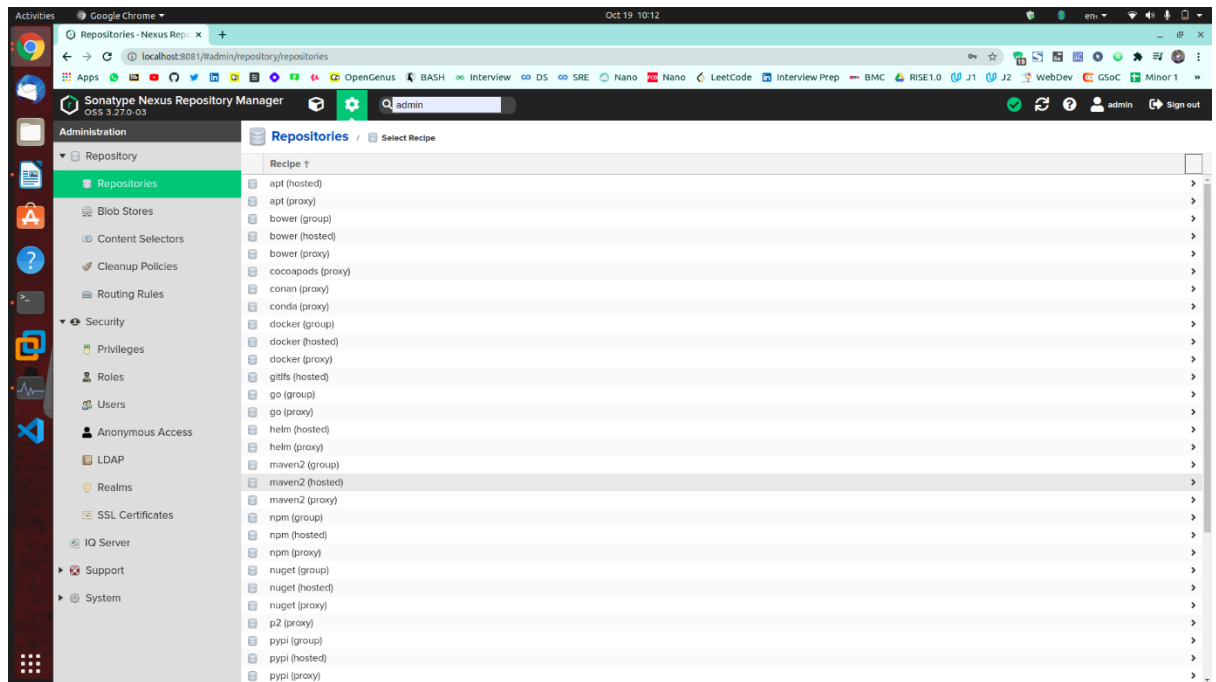 Activities Google Chrome Oct 19 10:12
Repositories - Nexus Rep
localhost:8081/#admin/repository/repositories
Apps OpenGenus BASH Interview DS SRE Nano Nano LeetCode Interview Prep BMC RISE1.0 J1 J2 WebDev GSoC Minor 1 »
Sonatype Nexus Repository Manager
OSS 3.27.0-03
admin
admin Sign out
Administration
Repository
Repositories
Blob Stores
Content Selectors
Cleanup Policies
Routing Rules
Security
Privileges
Roles
Users
Anonymous Access
LDAP
Realms
SSL Certificates
IQ Server
Support
System
Repositories / Select Recipe
Recipe
apt (hosted)
apt (proxy)
bower (group)
bower (hosted)
bower (proxy)
cocoapods (proxy)
conan (proxy)
conda (proxy)
docker (group)
docker (hosted)
docker (proxy)
gitlfs (hosted)
go (group)
go (proxy)
helm (hosted)
helm (proxy)
maven2 (group)
maven2 (hosted)
maven2 (proxy)
npm (group)
npm (hosted)
npm (proxy)
nuget (group)
nuget (hosted)
nuget (proxy)
p2 (proxy)
pypi (group)
pypi (hosted)
pypi (proxy)